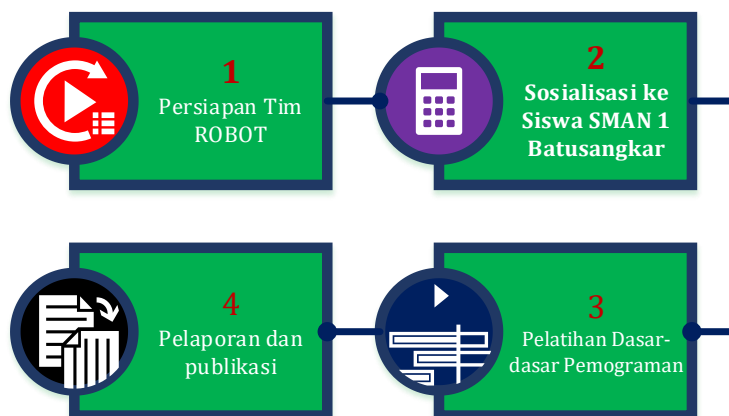 1
Persiapan Tim
ROBOT
2
Sosialisasi ke
Siswa SMAN 1
Batusangkar
3
Pelatihan Dasar-
dasar Pemograman
4
Pelaporan dan
publikasi